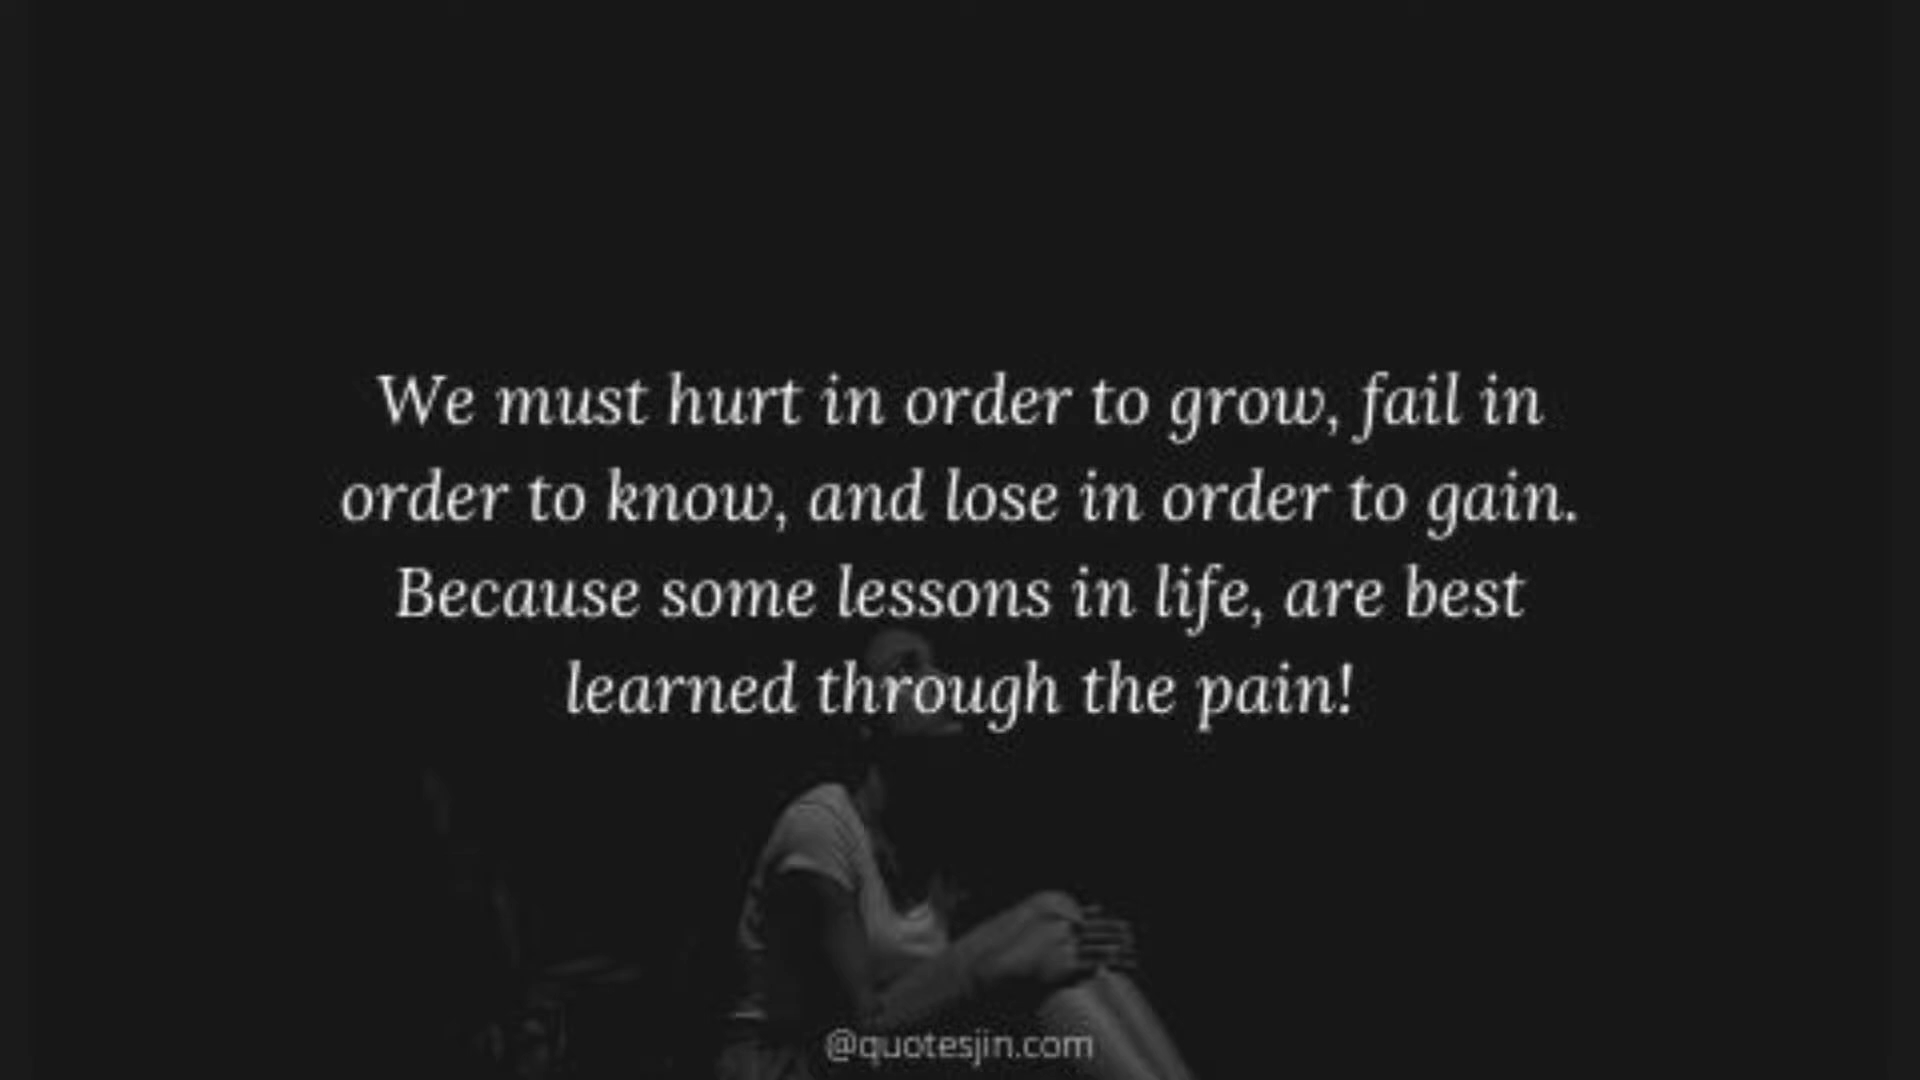 We must hurt in order to grow, fail in
order to know, and lose in order to gain.
Because some lessons in life, are best
learned through the pain!
@quotesjin.com